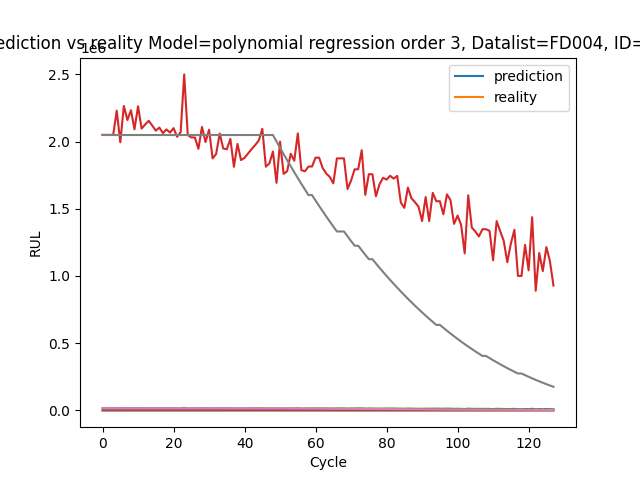 ediction vs reality Model=polynomial regression order 3, Datalist=FD004, ID=
1e6
prediction
reality
2.5
2.0
1.5
1.0
0.5
0.0
RUL
0 20 40 60 80 100 120
Cycle